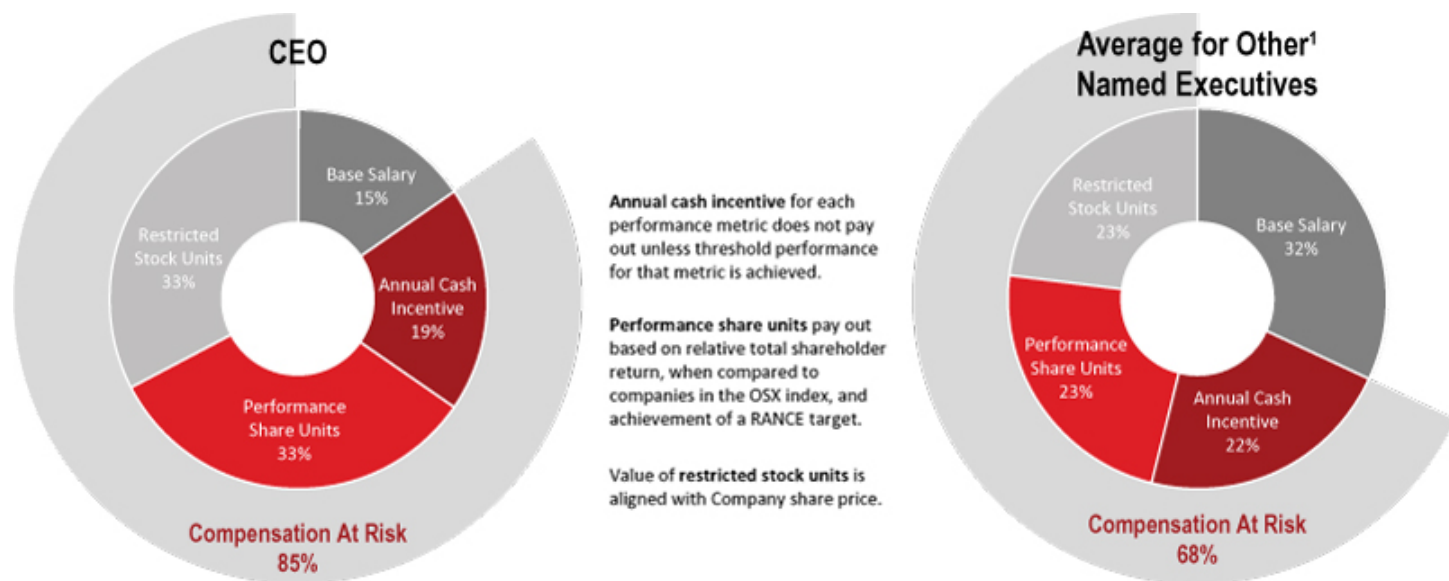 CEO
Base Salary
15%
Restricted
Stock Units
33%
Annual Cash
Incentive
19%
Performance
Share Units
33%
Compensation At Risk
85%
Annual cash incentive for each
performance metric does not pay
out unless threshold performance
for that metric is achieved.
Performance share units pay out
based on relative total shareholder
return, when compared to
companies in the OSX index, and
achievement of a RANCE target.
Value of restricted stock units is
aligned with Company share price.
Average for Other¹
Named Executives
Restricted
Stock Units
23%
Base Salary
32%
Performance
Share Units
23%
Annual Cash
Incentive
22%
Compensation At Risk
68%